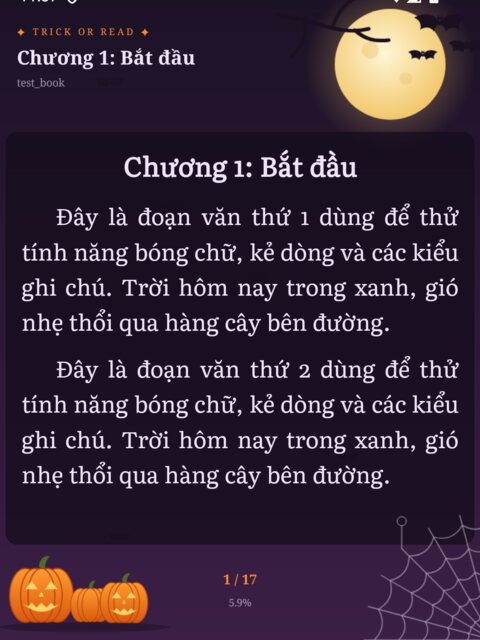 ✦ TRICK OR READ ✦
Chương 1: Bắt đầu
test_book
Chương 1: Bắt đầu
Đây là đoạn văn thứ 1 dùng để thử
tính năng bóng chữ, kẻ dòng và các kiểu
ghi chú. Trời hôm nay trong xanh, gió
nhẹ thổi qua hàng cây bên đường.
Đây là đoạn văn thứ 2 dùng để thử
tính năng bóng chữ, kẻ dòng và các kiểu
ghi chú. Trời hôm nay trong xanh, gió
nhẹ thổi qua hàng cây bên đường.
1 / 17
5.9%